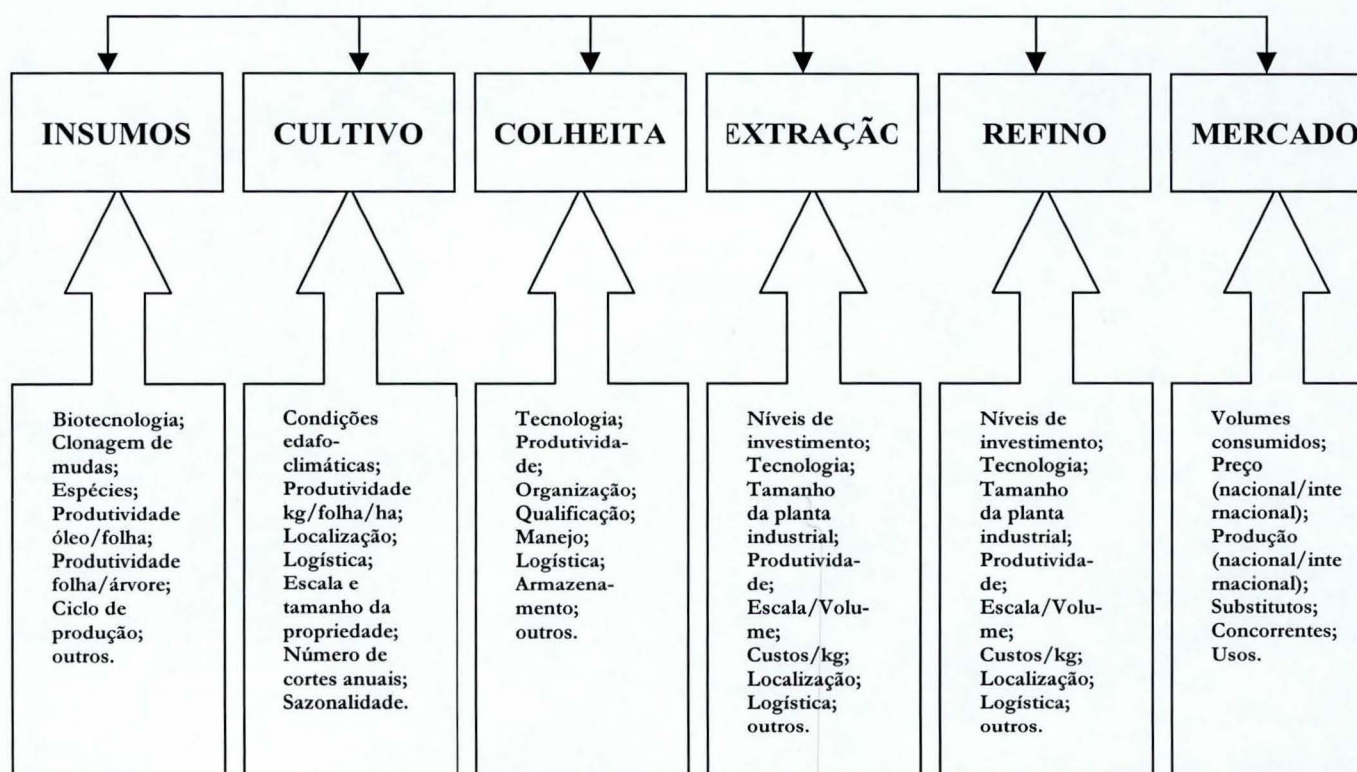 INSUMOS
CULTIVO
COLHEITA
EXTRAÇÃO
REFINO
MERCADO
Biotecnologia;
Clonagem de
mudas;
Espécies;
Produtividade
óleo/folha;
Produtividade
folha/árvore;
Ciclo de
produção;
outros.
Condições
edafo-
climáticas;
Produtividade
kg/folha/ha;
Localização;
Logística;
Escala e
tamanho da
propriedade;
Número de
cortes anuais;
Sazonalidade.
Tecnologia;
Produtivida-
de;
Organização;
Qualificação;
Manejo;
Logística;
Armazena-
mento;
outros.
Níveis de
investimento;
Tecnologia;
Tamanho
da planta
industrial;
Produtivida-
de;
Escala/Volu-
me;
Custos/kg;
Localização;
Logística;
outros.
Níveis de
investimento;
Tecnologia;
Tamanho
da planta
industrial;
Produtivida-
de;
Escala/Volu-
me;
Custos/kg;
Localização;
Logística;
outros.
Volumes
consumidos;
Preço
(nacional/inte
rnacional);
Produção
(nacional/inte
rnacional);
Substitutos;
Concorrentes;
Usos.